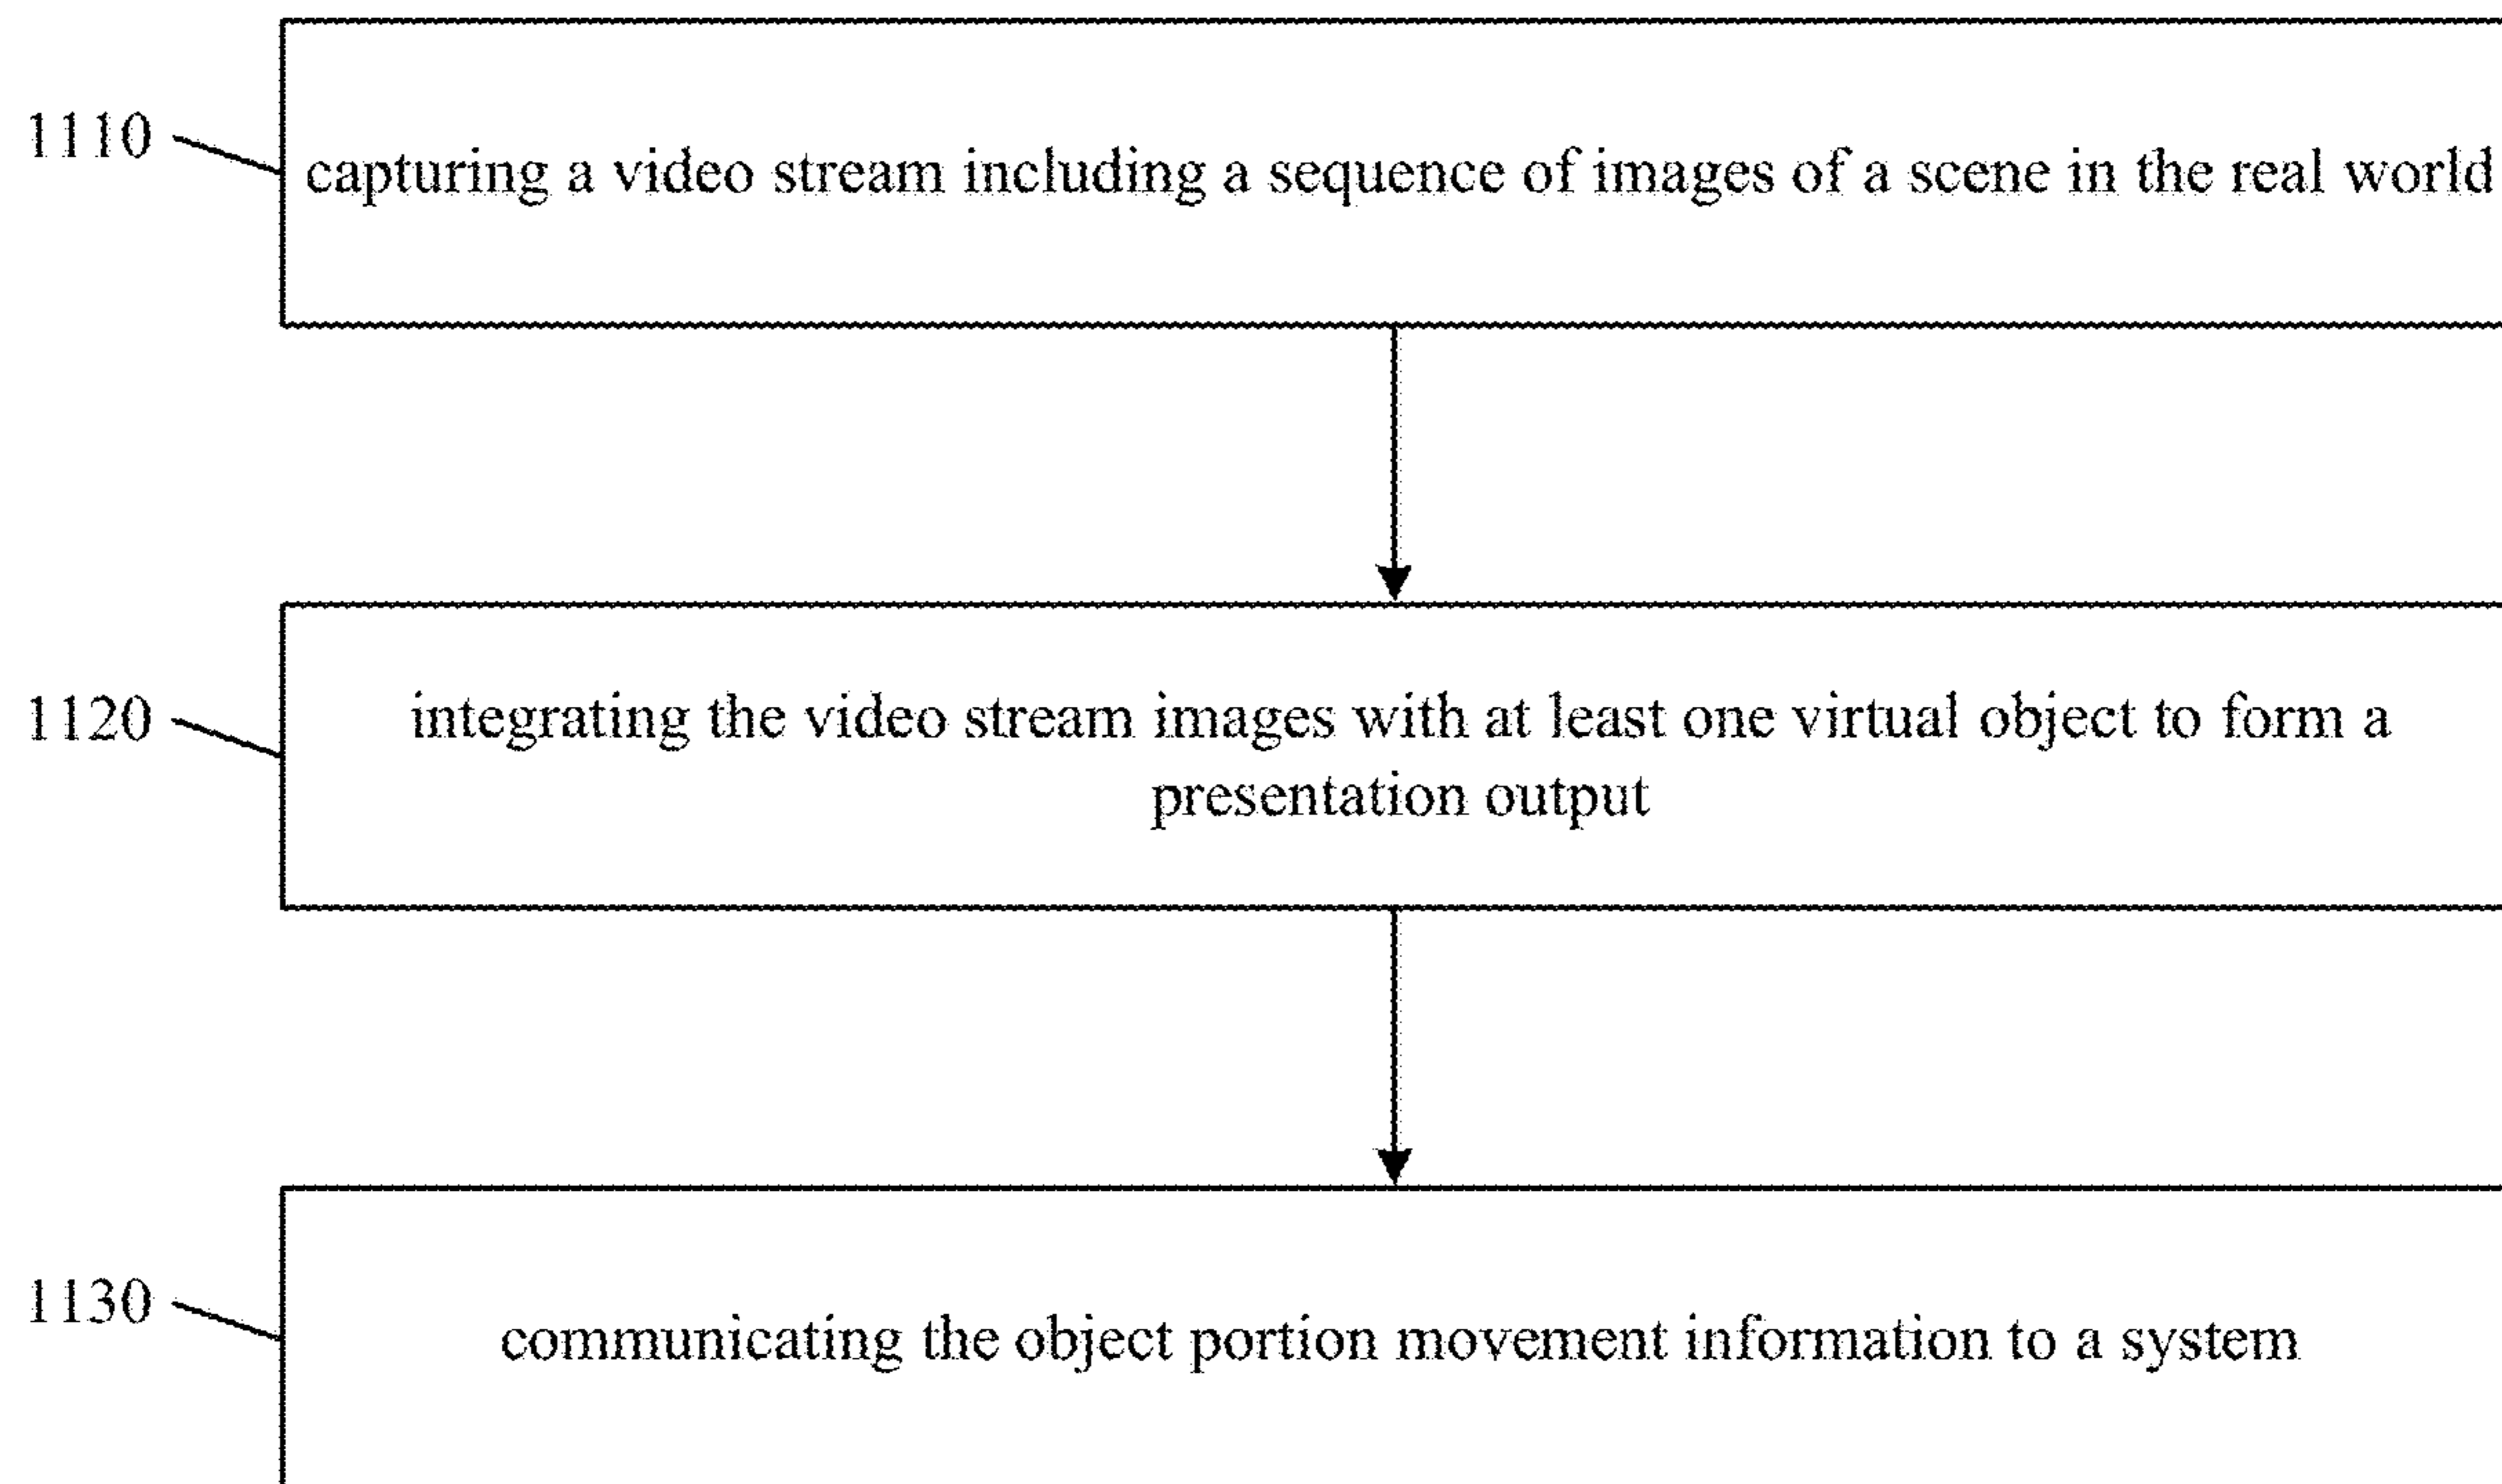 1110
capturing a video stream including a sequence of images of a scene in the real world
1120
integrating the video stream images with at least one virtual object to form a
presentation output
1130
communicating the object portion movement information to a system